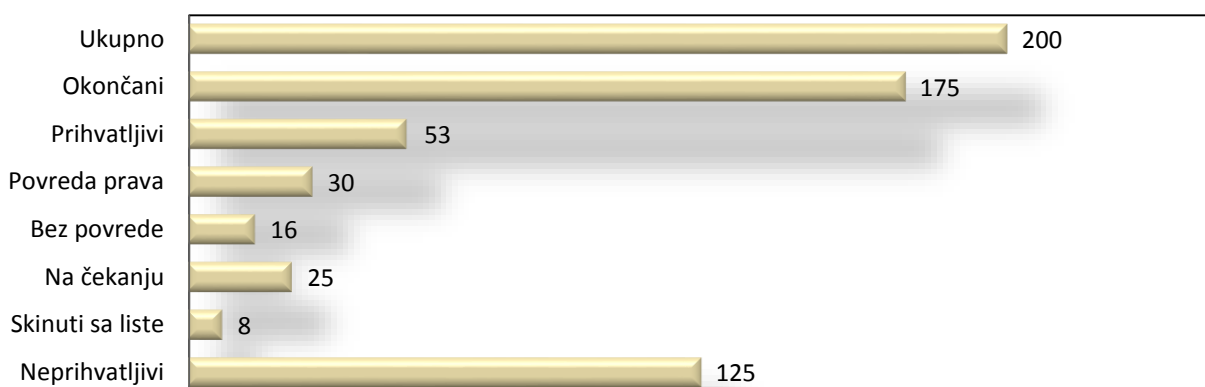 Ukupno 200
Okončani 175
Prihvatljivi 53
Povreda prava 30
Bez povrede 16
Na čekanju 25
Skinuti sa liste 8
Neprihvatljivi 125